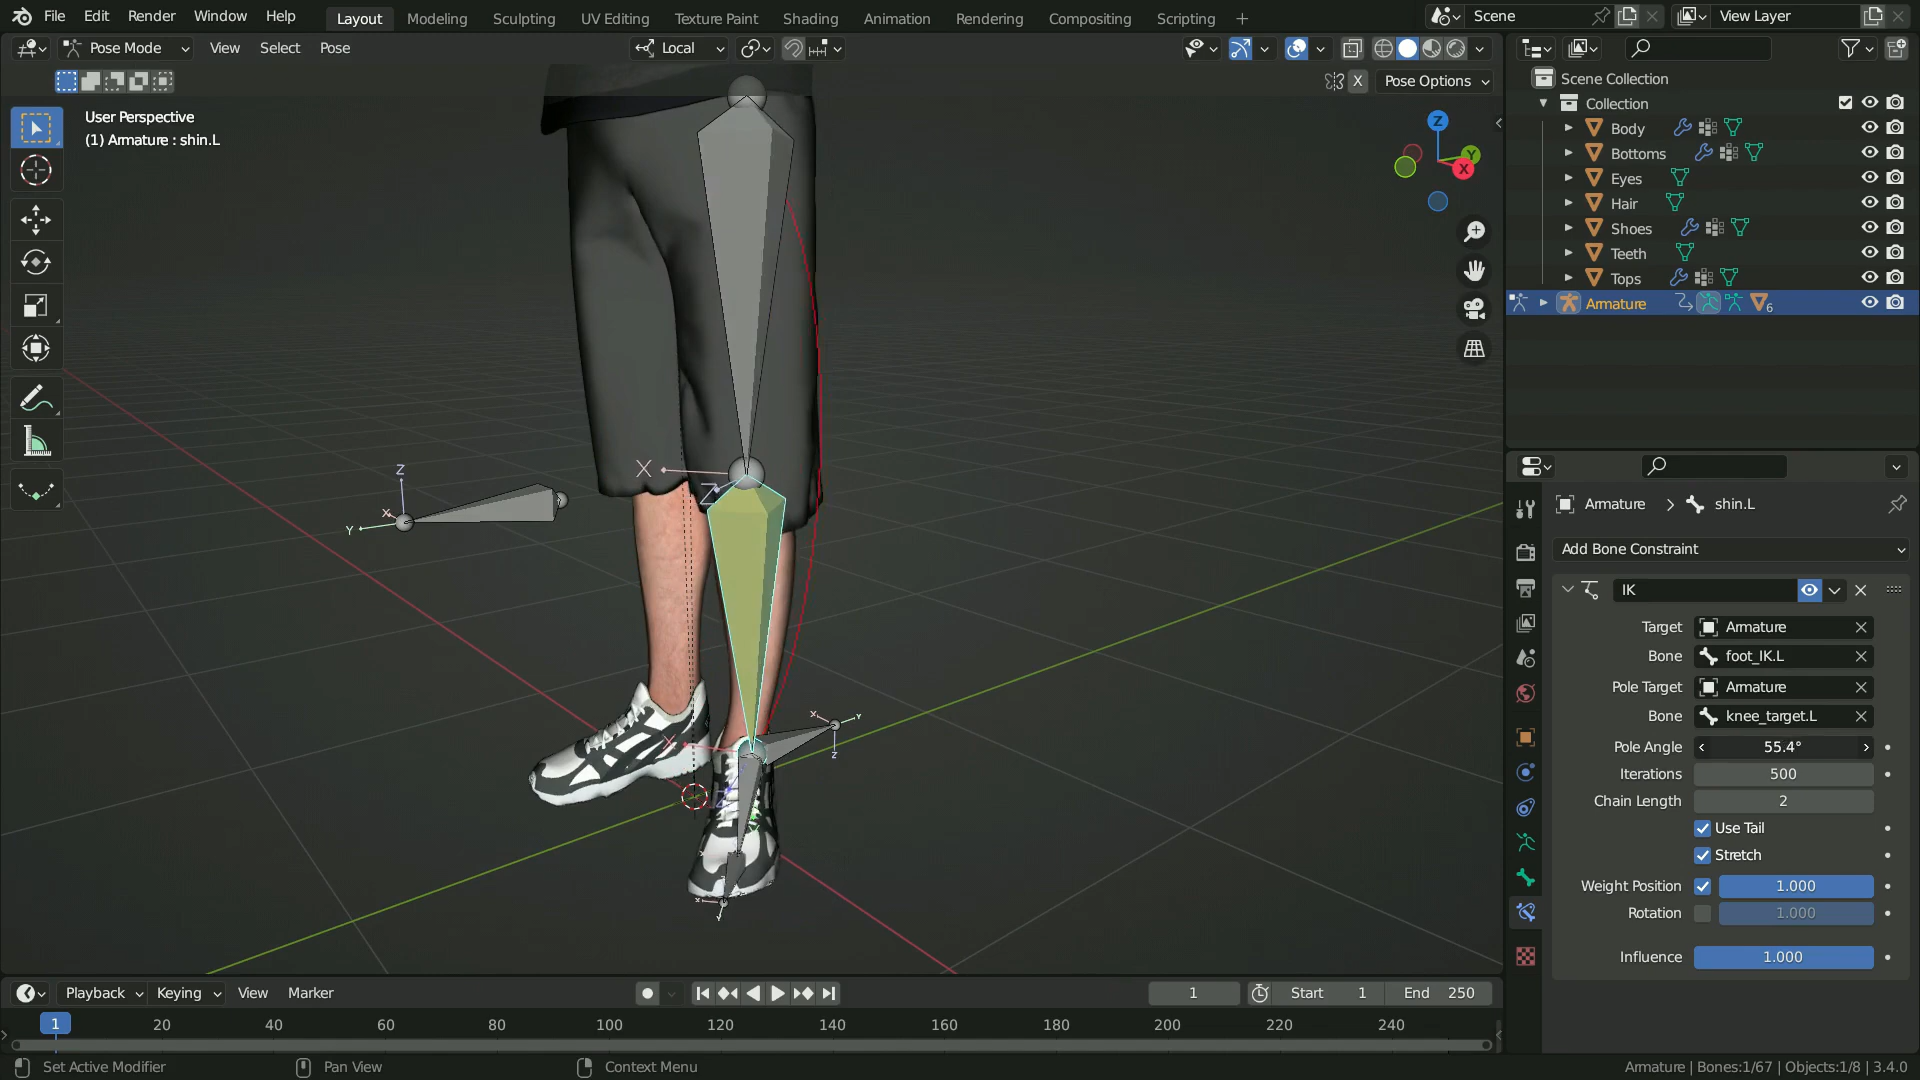 File Edit Render Window Help Layout Modeling Sculpting UV Editing Texture Paint Shading Animation Rendering Compositing Scripting + Scene View Layer
Pose Mode View Select Pose Local
X Pose Options
User Perspective
(1) Armature : shin.L
Z
Y
X
X
Z
Z
X
Y
X
X
Y
Z
X
Y
Scene Collection
Collection
Body
Bottoms
Eyes
Hair
Shoes
Teeth
Tops
Armature 6
Armature > shin.L
Add Bone Constraint
IK
Target Armature
Bone foot_IK.L
Pole Target Armature
Bone knee_target.L
Pole Angle 55.4°
Iterations 500
Chain Length 2
Use Tail
Stretch
Weight Position 1.000
Rotation 1.000
Influence 1.000
Playback Keying View Marker 1 Start 1 End 250
1 20 40 60 80 100 120 140 160 180 200 220 240
Set Active Modifier Pan View Context Menu Armature | Bones:1/67 | Objects:1/8 | 3.4.0